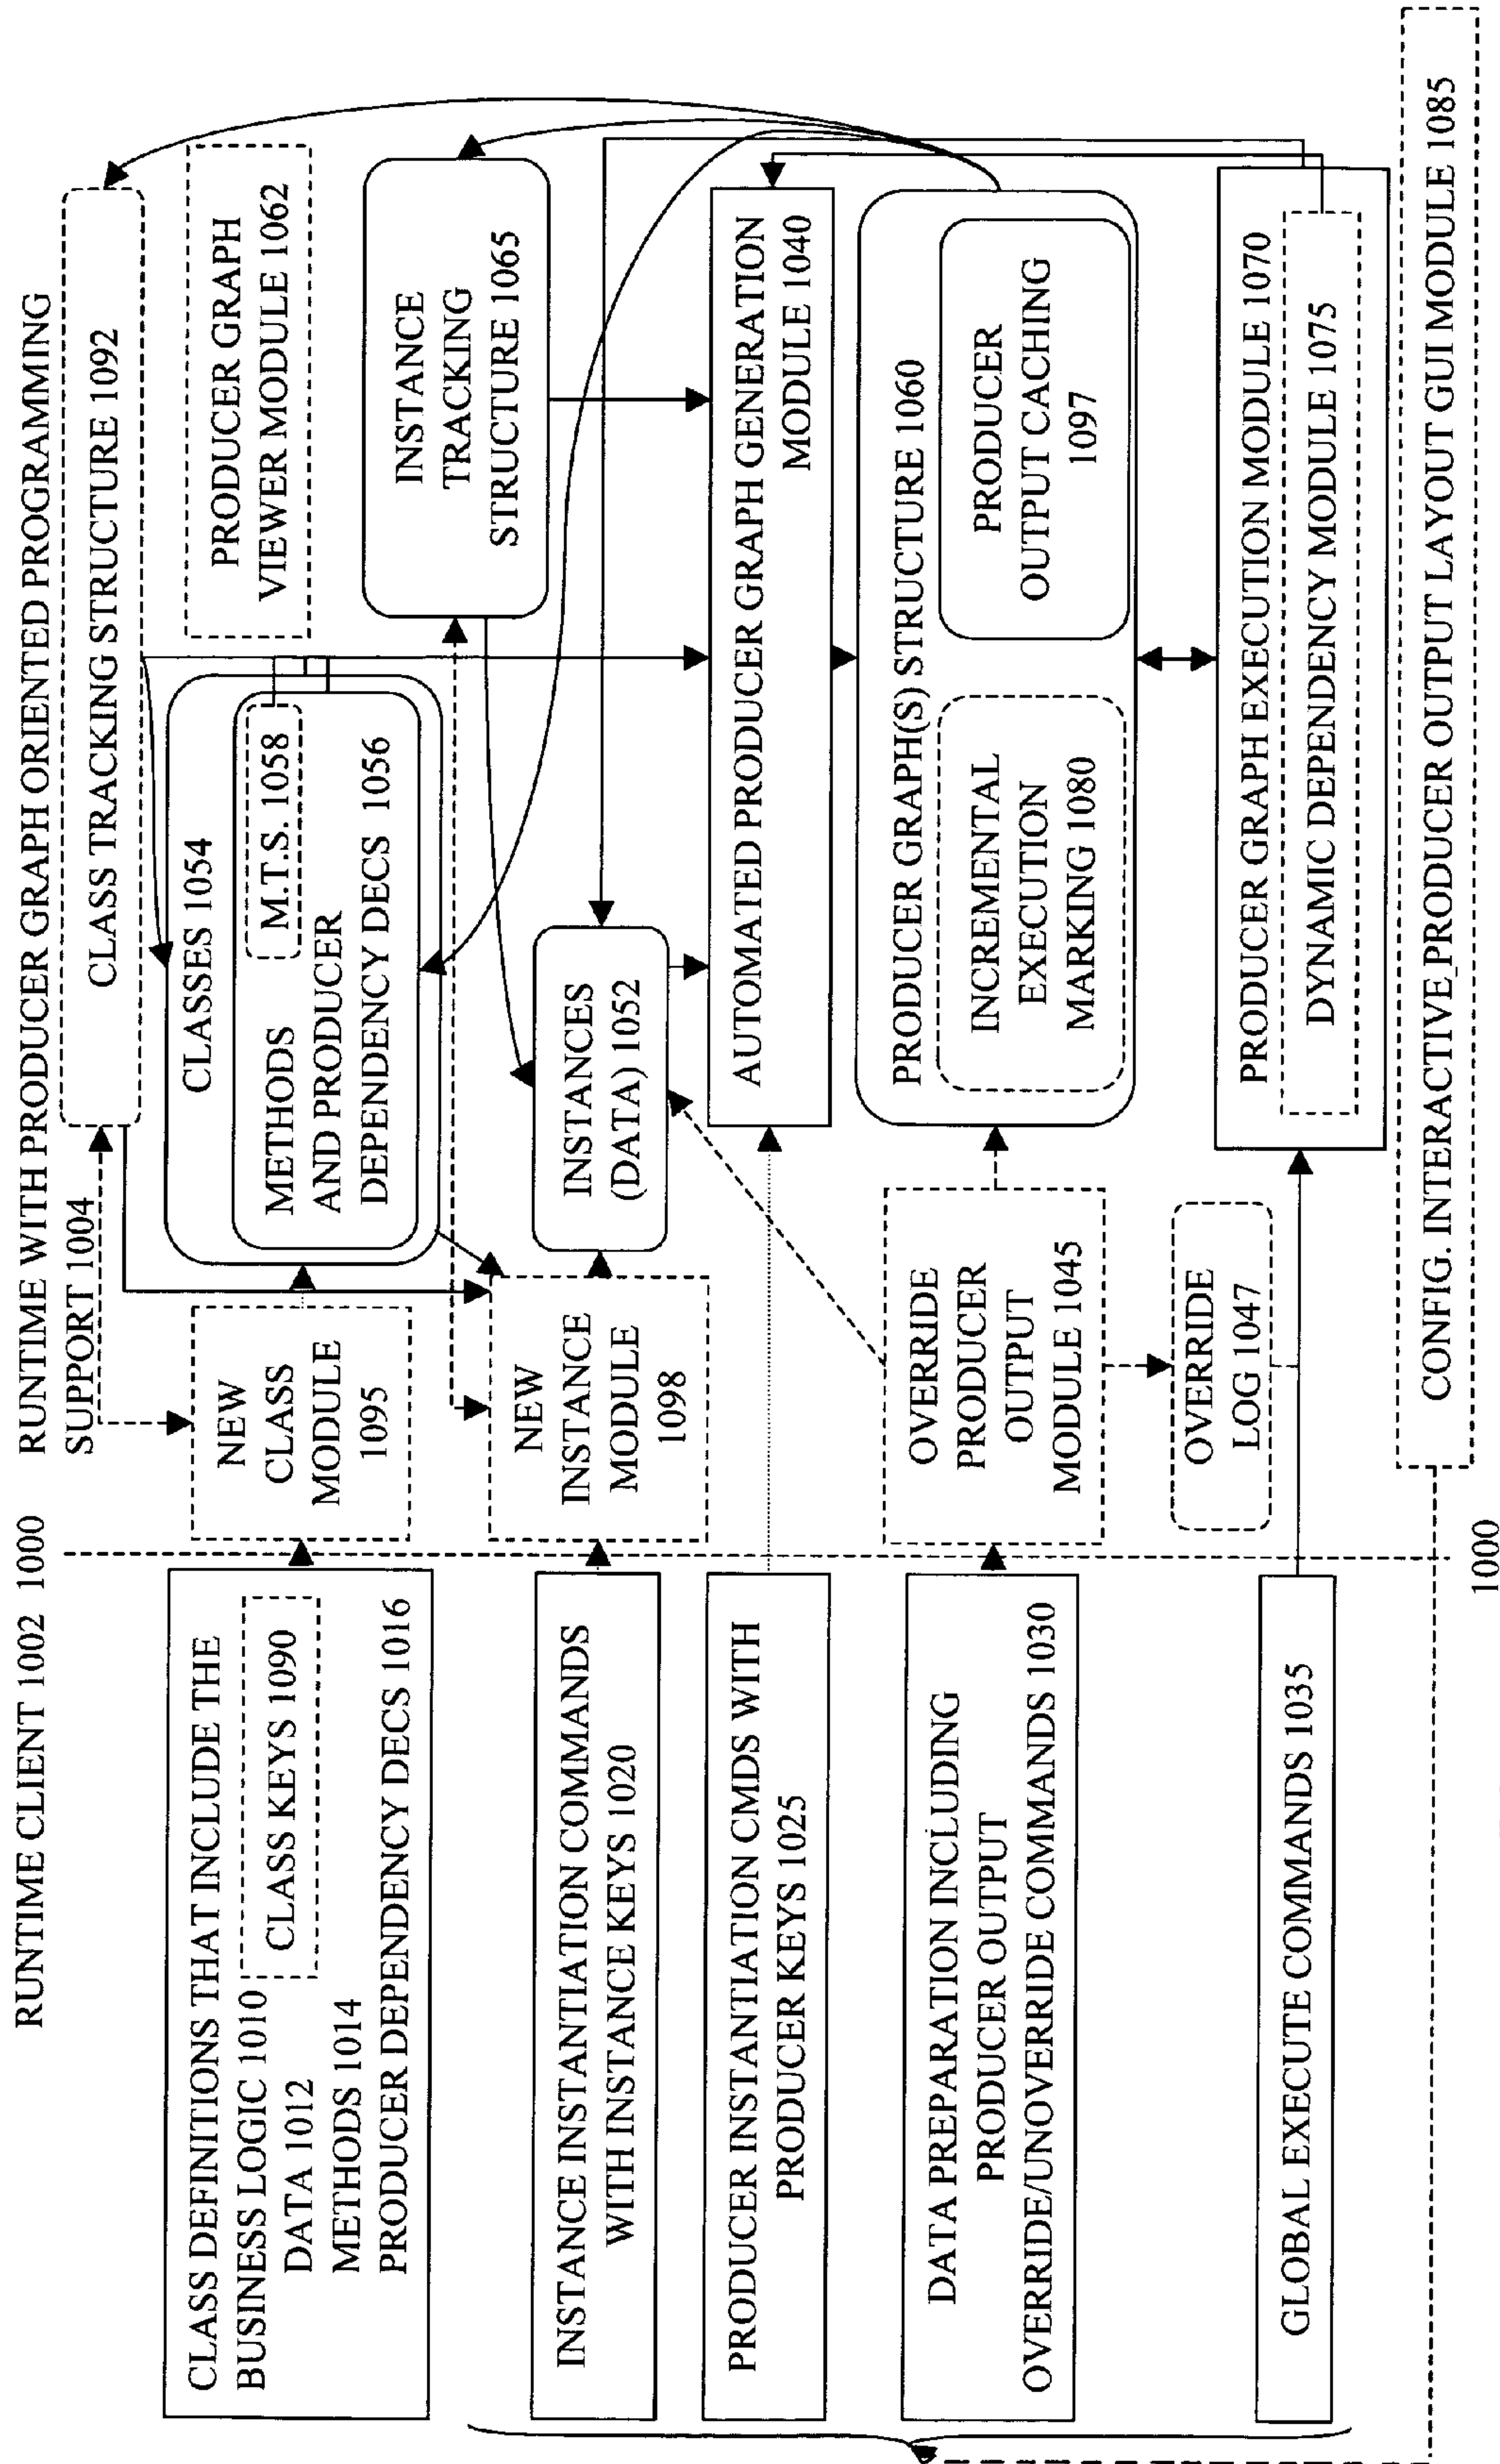 RUNTIME CLIENT 1002
1000
RUNTIME WITH PRODUCER GRAPH ORIENTED PROGRAMMING
SUPPORT 1004
CLASS DEFINITIONS THAT INCLUDE THE
BUSINESS LOGIC 1010
CLASS KEYS 1090
DATA 1012
METHODS 1014
PRODUCER DEPENDENCY DECS 1016
INSTANCE INSTANTIATION COMMANDS
WITH INSTANCE KEYS 1020
PRODUCER INSTANTIATION CMDS WITH
PRODUCER KEYS 1025
DATA PREPARATION INCLUDING
PRODUCER OUTPUT
OVERRIDE/UNOVERRIDE COMMANDS 1030
GLOBAL EXECUTE COMMANDS 1035
NEW
CLASS
MODULE
1095
NEW
INSTANCE
MODULE
1098
OVERRIDE
PRODUCER
OUTPUT
MODULE 1045
OVERRIDE
LOG 1047
CLASS TRACKING STRUCTURE 1092
CLASSES 1054
M.T.S. 1058
METHODS
AND PRODUCER
DEPENDENCY DECS 1056
PRODUCER GRAPH
VIEWER MODULE 1062
INSTANCE
TRACKING
STRUCTURE 1065
INSTANCES
(DATA) 1052
AUTOMATED PRODUCER GRAPH GENERATION
MODULE 1040
PRODUCER GRAPH(S) STRUCTURE 1060
INCREMENTAL
EXECUTION
MARKING 1080
PRODUCER
OUTPUT CACHING
1097
PRODUCER GRAPH EXECUTION MODULE 1070
DYNAMIC DEPENDENCY MODULE 1075
CONFIG. INTERACTIVE PRODUCER OUTPUT LAYOUT GUI MODULE 1085
1000